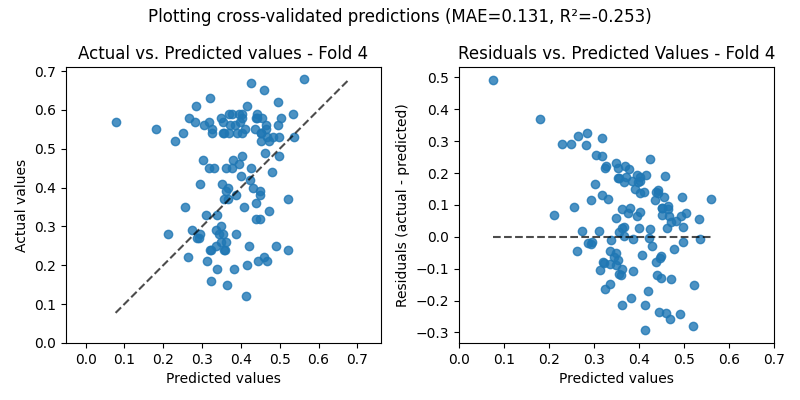 Plotting cross-validated predictions (MAE=0.131, R²=-0.253)
Actual vs. Predicted values - Fold 4
Actual values
0.7
0.6
0.5
0.4
0.3
0.2
0.1
0.0
0.0 0.1 0.2 0.3 0.4 0.5 0.6 0.7
Predicted values
Residuals vs. Predicted Values - Fold 4
Residuals (actual - predicted)
0.5
0.4
0.3
0.2
0.1
0.0
−0.1
−0.2
−0.3
0.0 0.1 0.2 0.3 0.4 0.5 0.6 0.7
Predicted values